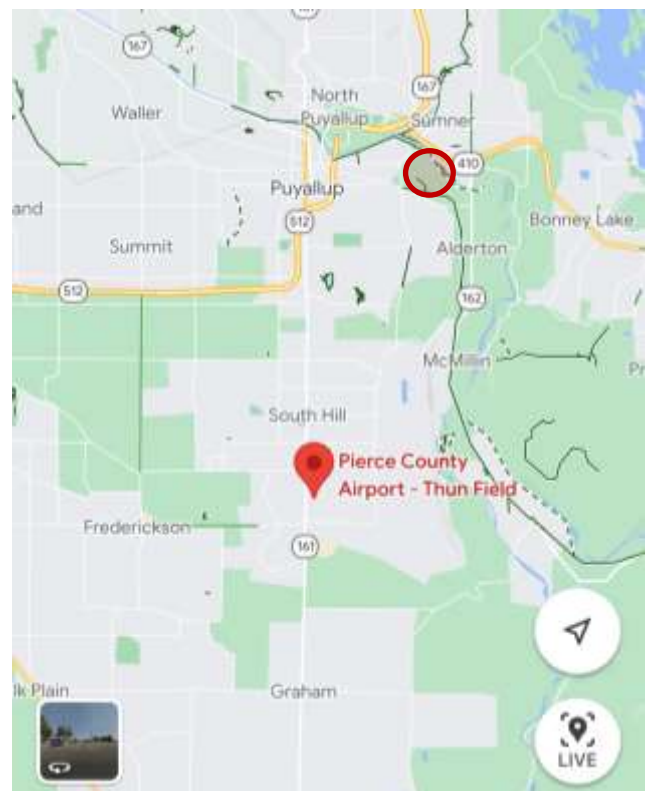 167
North
Waller
167
Puyallup
Sumner
410
Puyallup
and
512
Bonney Lake
Summit
Alderton
512
162
McMillin
Pr
South Hill
Pierce County
Airport - Thun Field
Frederickson
161
lk Plain
Graham
LIVE